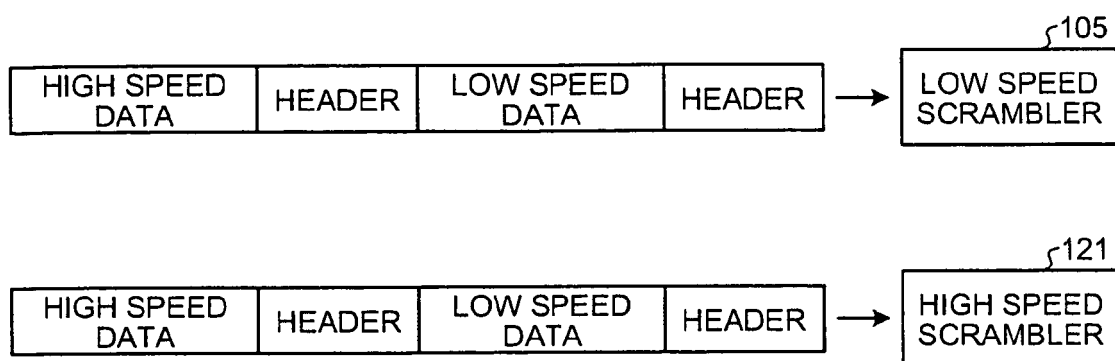 105
HIGH SPEED DATA HEADER LOW SPEED DATA HEADER LOW SPEED SCRAMBLER
121
HIGH SPEED DATA HEADER LOW SPEED DATA HEADER HIGH SPEED SCRAMBLER